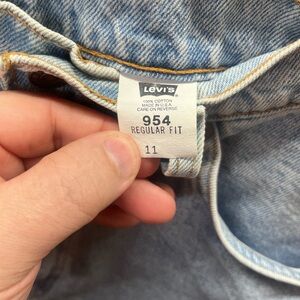 LEVI'S
100% COTTON
MADE IN U.S.A.
CARE ON REVERSE
954
REGULAR FIT
11